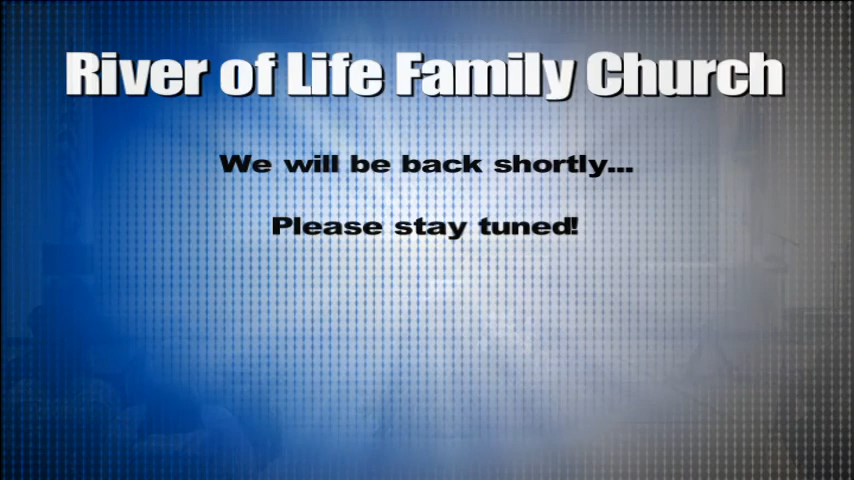 River of Life Family Church
We will be back shortly...
Please stay tuned!